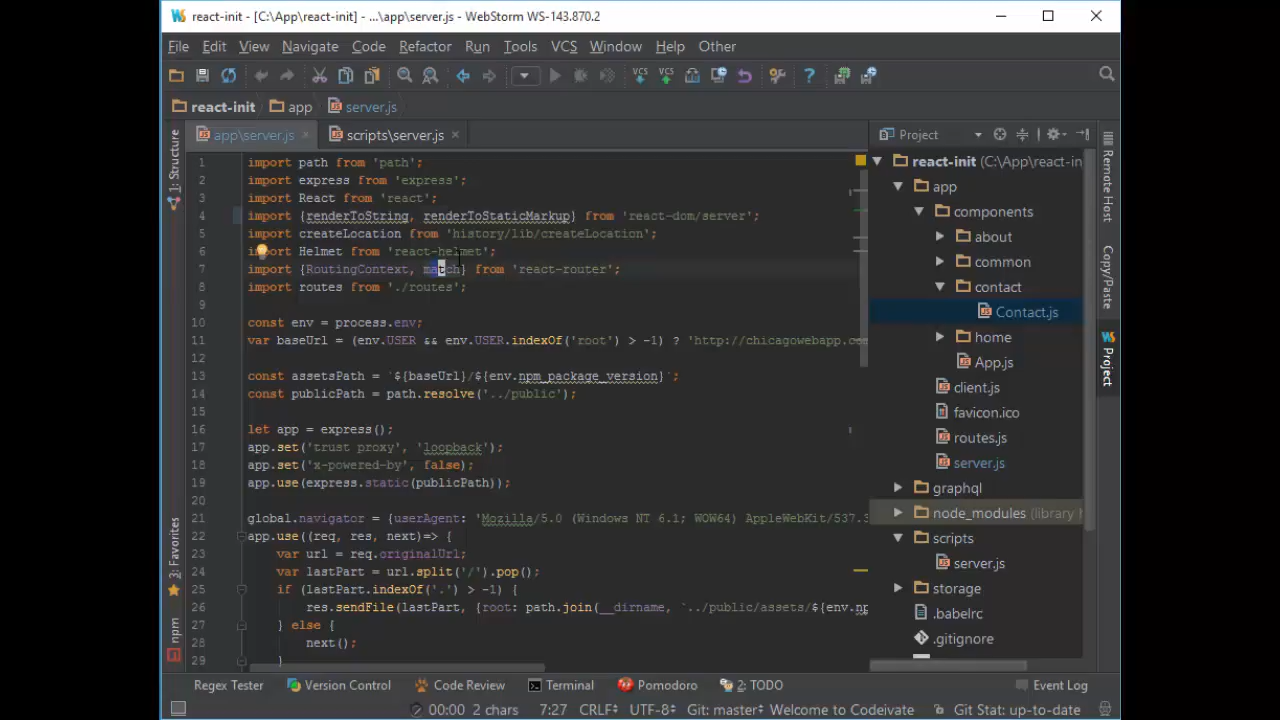 react-init - [C:\App\react-init] - ...\app\server.js - WebStorm WS-143.870.2
File Edit View Navigate Code Refactor Run Tools VCS Window Help Other
VCS VCS ?
react-init app server.js
app\server.js × scripts\server.js ×
1 import path from 'path';
2 import express from 'express';
3 import React from 'react';
4 import {renderToString, renderToStaticMarkup} from 'react-dom/server';
5 import createLocation from 'history/lib/createLocation';
6 import Helmet from 'react-helmet';
7 import {RoutingContext, match} from 'react-router';
8 import routes from './routes';
9
10 const env = process.env;
11 var baseUrl = (env.USER && env.USER.indexOf('root') > -1) ? 'http://chicagowebapp.com
12
13 const assetsPath = `${baseUrl}/${env.npm_package_version}`;
14 const publicPath = path.resolve('../public');
15
16 let app = express();
17 app.set('trust proxy', 'loopback');
18 app.set('x-powered-by', false);
19 app.use(express.static(publicPath));
20
21 global.navigator = {userAgent: 'Mozilla/5.0 (Windows NT 6.1; WOW64) AppleWebKit/537.3
22 app.use((req, res, next)=> {
23 var url = req.originalUrl;
24 var lastPart = url.split('/').pop();
25 if (lastPart.indexOf('.') > -1) {
26 res.sendFile(lastPart, {root: path.join(__dirname, `../public/assets/${env.np
27 } else {
28 next();
29 }
1: Structure
2: Favorites
npm
Project
react-init (C:\App\react-in
app
components
about
common
contact
Contact.js
home
App.js
client.js
favicon.ico
routes.js
server.js
graphql
node_modules (library h
scripts
server.js
storage
.babelrc
.gitignore
Remote Host
Project
Regex Tester Version Control Code Review Terminal Pomodoro 2: TODO Event Log
00:00 2 chars 7:27 CRLF÷ UTF-8÷ Git: master÷ Welcome to Codeivate Git Stat: up-to-date